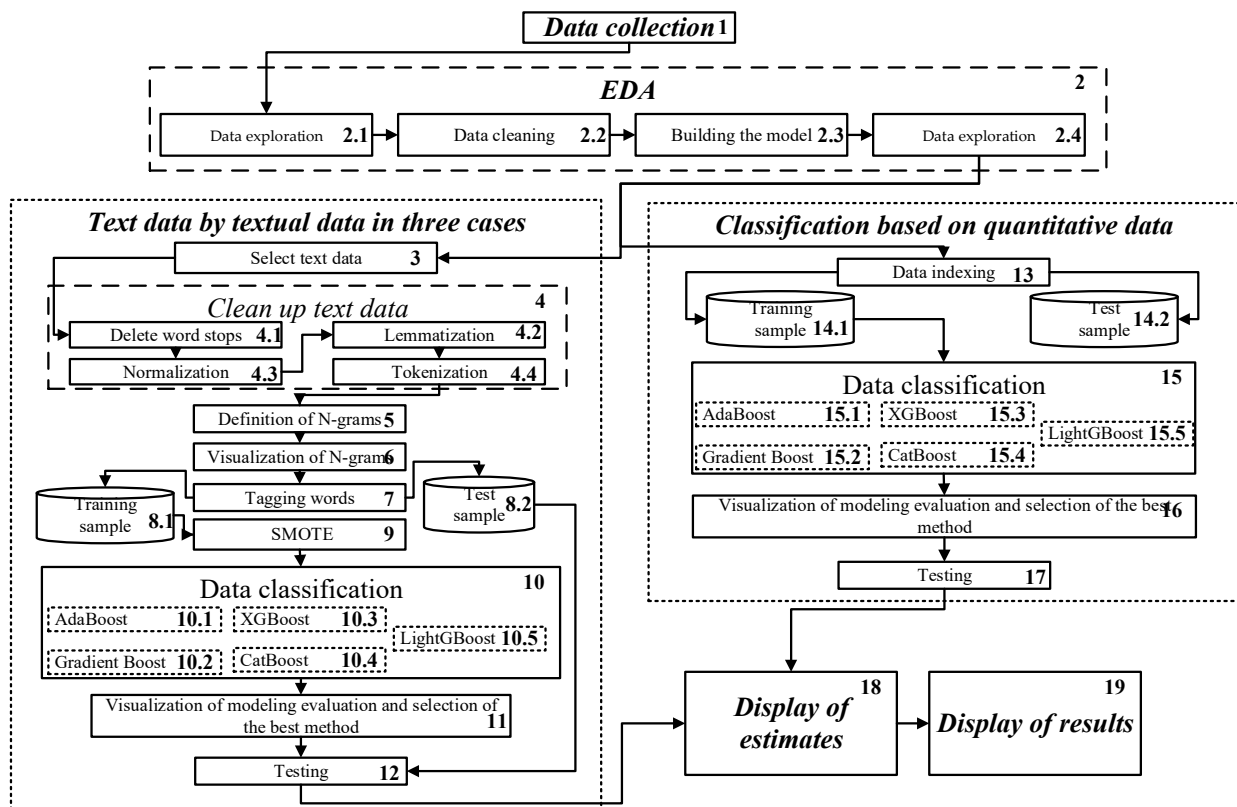 Data collection 1
EDA 2
Data exploration 2.1
Data cleaning 2.2
Building the model 2.3
Data exploration 2.4
Text data by textual data in three cases
Select text data 3
Clean up text data 4
Delete word stops 4.1
Lemmatization 4.2
Normalization 4.3
Tokenization 4.4
Definition of N-grams 5
Visualization of N-grams 6
Tagging words 7
Training
sample 8.1
Test
sample 8.2
SMOTE 9
Data classification 10
AdaBoost 10.1
XGBoost 10.3
LightGBoost 10.5
Gradient Boost 10.2
CatBoost 10.4
Visualization of modeling evaluation and selection of
the best method 11
Testing 12
Classification based on quantitative data
Data indexing 13
Training
sample 14.1
Test
sample 14.2
Data classification 15
AdaBoost 15.1
XGBoost 15.3
LightGBoost 15.5
Gradient Boost 15.2
CatBoost 15.4
Visualization of modeling evaluation and selection of the best
method 16
Testing 17
18
Display of
estimates
19
Display of results